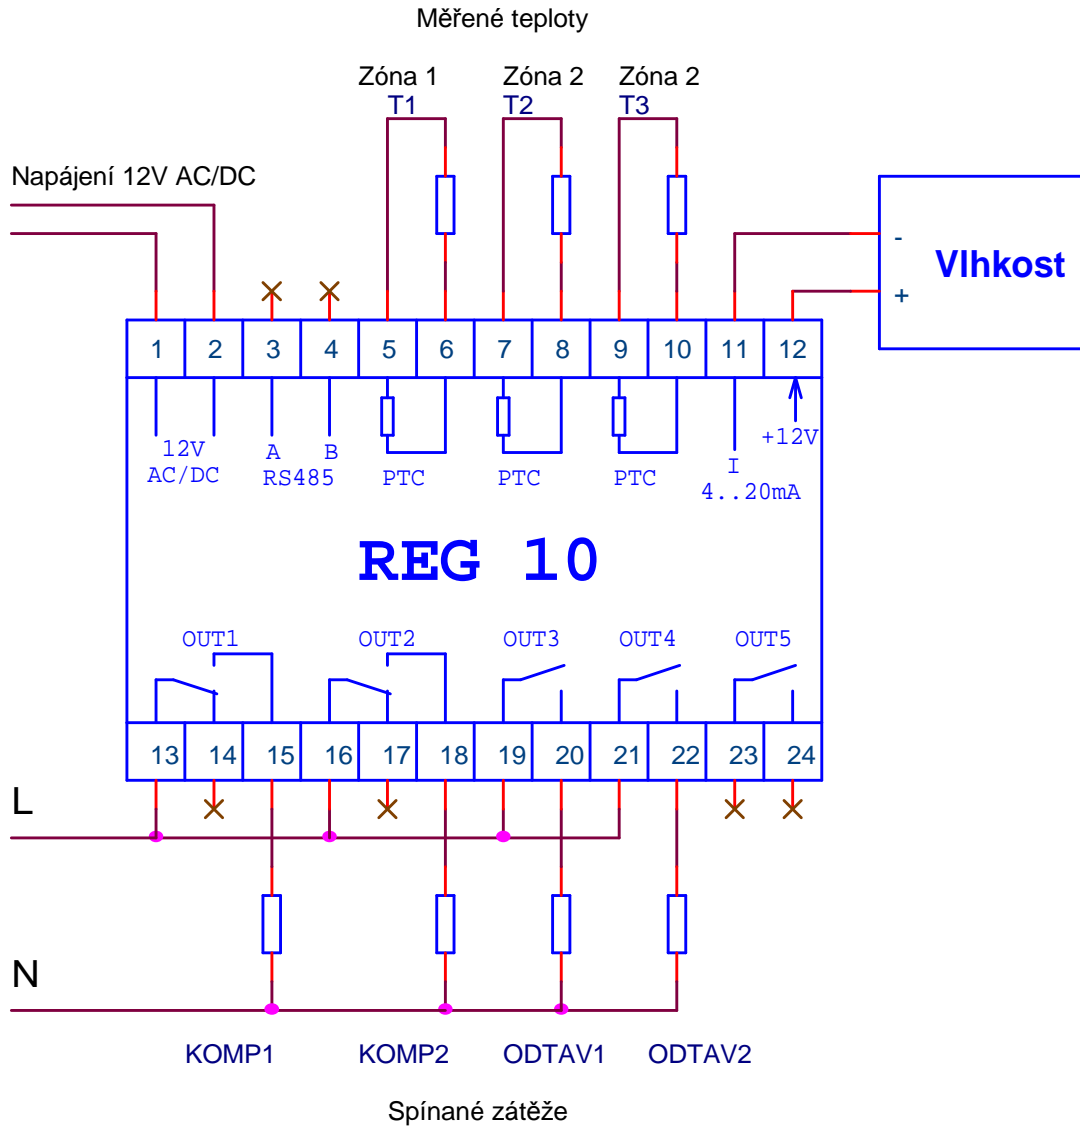 Měřené teploty
Zóna 1 Zóna 2 Zóna 2
T1 T2 T3
Napájení 12V AC/DC
- Vlhkost
+
1 2 3 4 5 6 7 8 9 10 11 12
12V A B +12V
AC/DC RS485 PTC PTC PTC I
4..20mA
REG 10
OUT1 OUT2 OUT3 OUT4 OUT5
13 14 15 16 17 18 19 20 21 22 23 24
L
N
KOMP1 KOMP2 ODTAV1 ODTAV2
Spínané zátěže